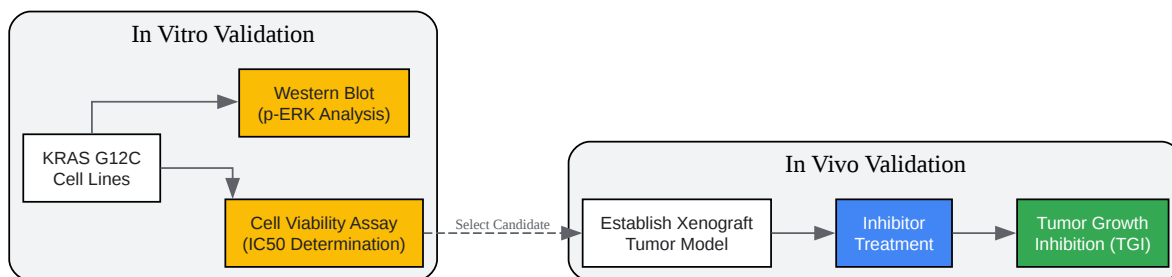 In Vitro Validation
Western Blot
(p-ERK Analysis)
KRAS G12C
Cell Lines
Cell Viability Assay
(IC50 Determination)
Select Candidate
In Vivo Validation
Establish Xenograft
Tumor Model
Inhibitor
Treatment
Tumor Growth
Inhibition (TGI)